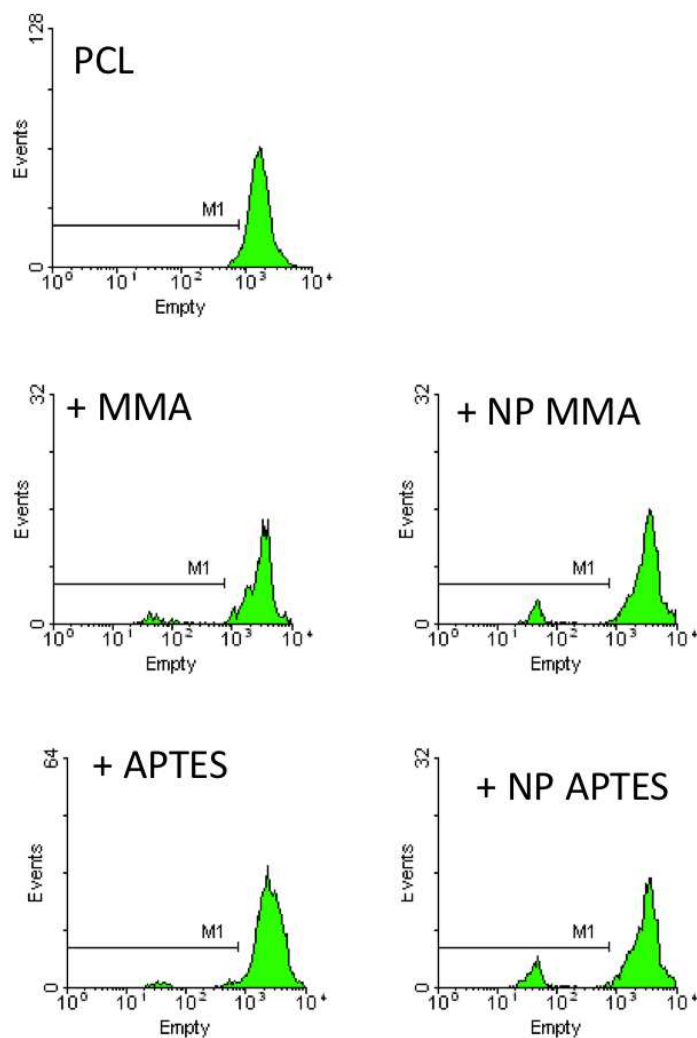 128
PCL
Events
M1
0
10⁰ 10¹ 10² 10³ 10⁴
Empty
32
+ MMA
Events
M1
0
10⁰ 10¹ 10² 10³ 10⁴
Empty
32
+ NP MMA
Events
M1
0
10⁰ 10¹ 10² 10³ 10⁴
Empty
64
+ APTES
Events
M1
0
10⁰ 10¹ 10² 10³ 10⁴
Empty
32
+ NP APTES
Events
M1
0
10⁰ 10¹ 10² 10³ 10⁴
Empty